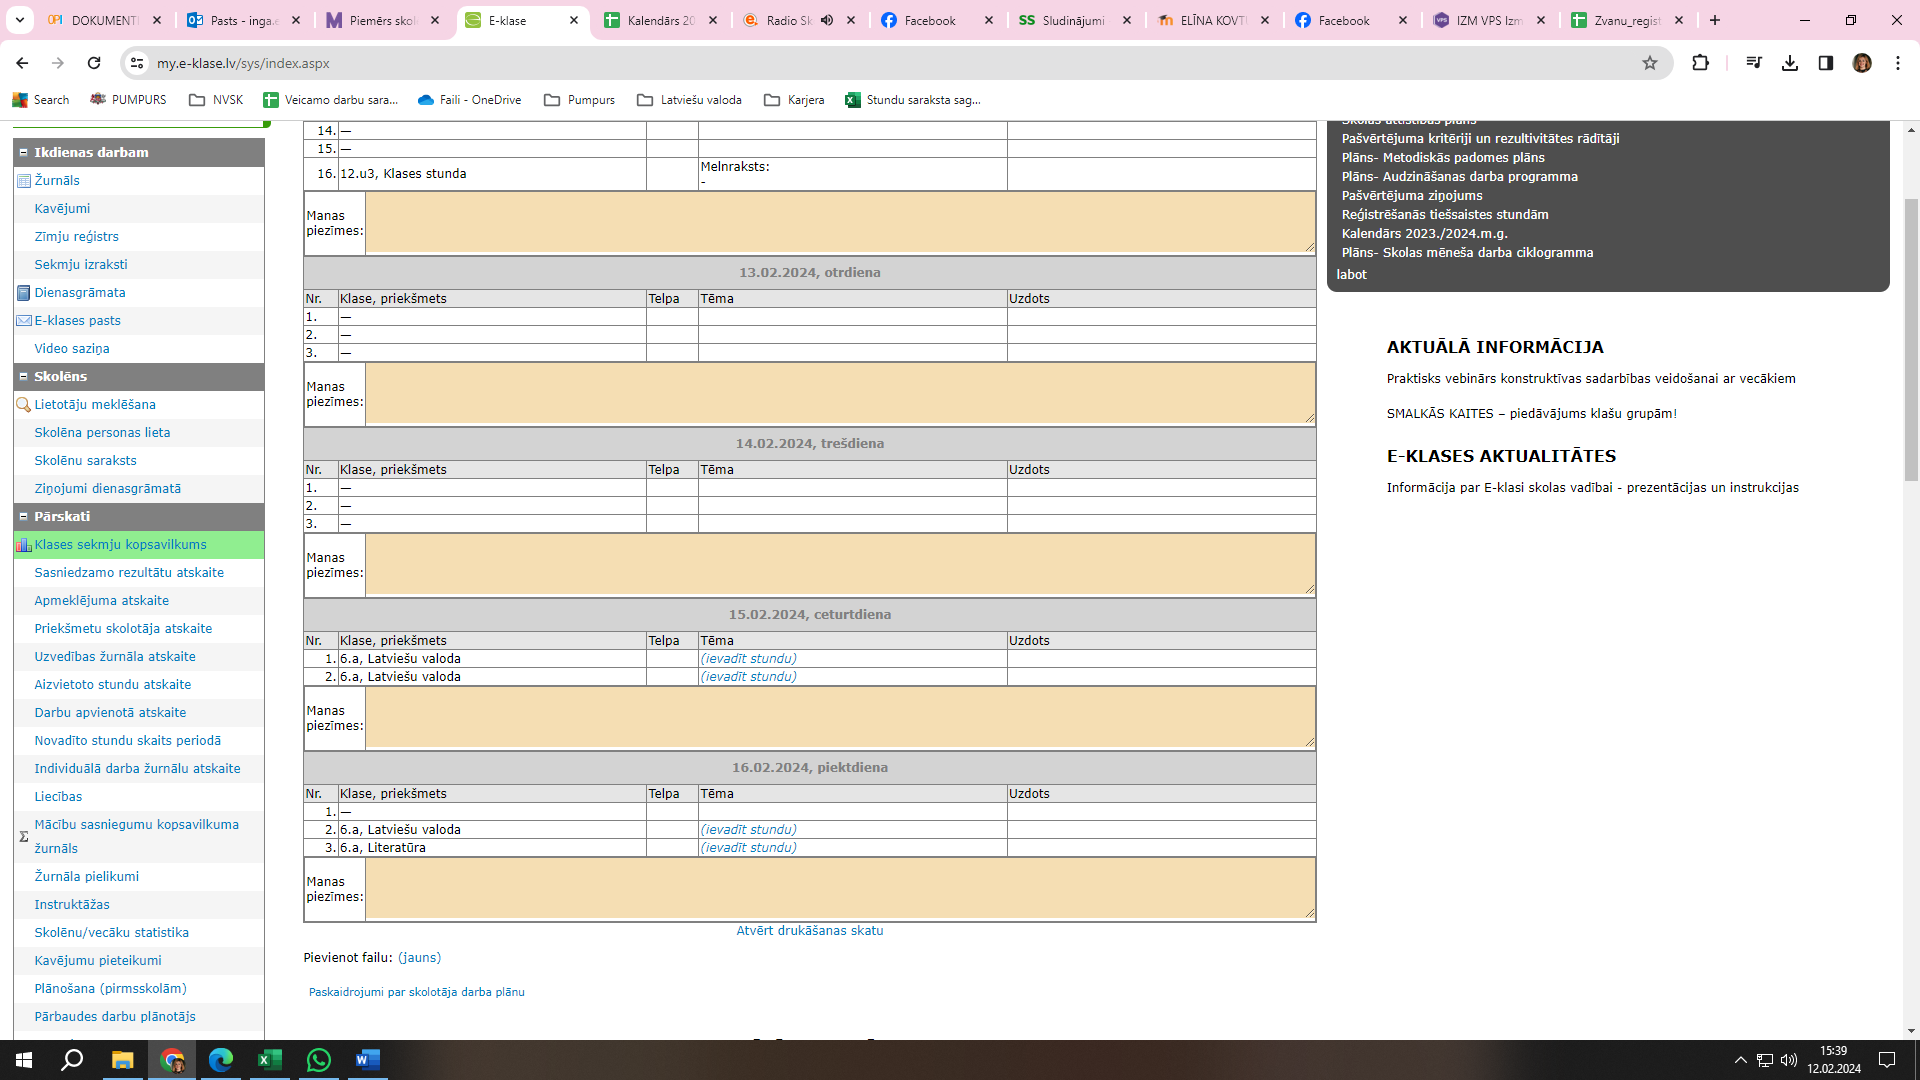 DOKUMENTI
Pasts - inga.e
Piemērs skol
E-klase
Kalendārs 20
Radio Sk
Facebook
Sludinājumi
ELĪNA KOVTU
Facebook
IZM VPS Izm
Zvanu_regist
my.e-klase.lv/sys/index.aspx
Search
PUMPURS
NVSK
Veicamo darbu sara...
Faili - OneDrive
Pumpurs
Latviešu valoda
Karjera
Stundu saraksta sag...
Ikdienas darbam
Žurnāls
Kavējumi
Zīmju reģistrs
Sekmju izraksti
Dienasgrāmata
E-klases pasts
Video saziņa
Skolēns
Lietotāju meklēšana
Skolēna personas lieta
Skolēnu saraksts
Ziņojumi dienasgrāmatā
Pārskati
Klases sekmju kopsavilkums
Sasniedzamo rezultātu atskaite
Apmeklējuma atskaite
Priekšmetu skolotāja atskaite
Uzvedības žurnāla atskaite
Aizvietoto stundu atskaite
Darbu apvienotā atskaite
Novadīto stundu skaits periodā
Individuālā darba žurnālu atskaite
Liecības
Mācību sasniegumu kopsavilkuma
žurnāls
Žurnāla pielikumi
Instruktāžas
Skolēnu/vecāku statistika
Kavējumu pieteikumi
Plānošana (pirmsskolām)
Pārbaudes darbu plānotājs
14. —
15. —
16. 12.u3, Klases stunda Melnraksts:
-
Manas
piezīmes:
13.02.2024, otrdiena
Nr. Klase, priekšmets Telpa Tēma Uzdots
1. —
2. —
3. —
Manas
piezīmes:
14.02.2024, trešdiena
Nr. Klase, priekšmets Telpa Tēma Uzdots
1. —
2. —
3. —
Manas
piezīmes:
15.02.2024, ceturtdiena
Nr. Klase, priekšmets Telpa Tēma Uzdots
1. 6.a, Latviešu valoda (ievadīt stundu)
2. 6.a, Latviešu valoda (ievadīt stundu)
Manas
piezīmes:
16.02.2024, piektdiena
Nr. Klase, priekšmets Telpa Tēma Uzdots
1. —
2. 6.a, Latviešu valoda (ievadīt stundu)
3. 6.a, Literatūra (ievadīt stundu)
Manas
piezīmes:
Atvērt drukāšanas skatu
Pievienot failu: (jauns)
Paskaidrojumi par skolotāja darba plānu
Skolas attīstības plāns
Pašvērtējuma kritēriji un rezultivitātes rādītāji
Plāns- Metodiskās padomes plāns
Plāns- Audzināšanas darba programma
Pašvērtējuma ziņojums
Reģistrēšanās tiešsaistes stundām
Kalendārs 2023./2024.m.g.
Plāns- Skolas mēneša darba ciklogramma
labot
AKTUĀLĀ INFORMĀCIJA
Praktisks vebinārs konstruktīvas sadarbības veidošanai ar vecākiem
SMALKĀS KAITES – piedāvājums klašu grupām!
E-KLASES AKTUALITĀTES
Informācija par E-klasi skolas vadībai - prezentācijas un instrukcijas
15:39
12.02.2024